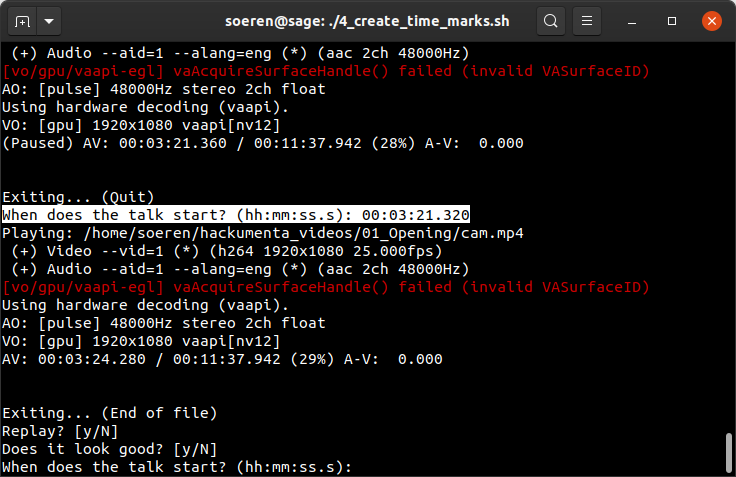 soeren@sage: ./4_create_time_marks.sh
 (+) Audio --aid=1 --alang=eng (*) (aac 2ch 48000Hz)
[vo/gpu/vaapi-egl] vaAcquireSurfaceHandle() failed (invalid VASurfaceID)
AO: [pulse] 48000Hz stereo 2ch float
Using hardware decoding (vaapi).
VO: [gpu] 1920x1080 vaapi[nv12]
(Paused) AV: 00:03:21.360 / 00:11:37.942 (28%) A-V:  0.000
Exiting... (Quit)
When does the talk start? (hh:mm:ss.s): 00:03:21.320
Playing: /home/soeren/hackumenta_videos/01_Opening/cam.mp4
 (+) Video --vid=1 (*) (h264 1920x1080 25.000fps)
 (+) Audio --aid=1 --alang=eng (*) (aac 2ch 48000Hz)
[vo/gpu/vaapi-egl] vaAcquireSurfaceHandle() failed (invalid VASurfaceID)
Using hardware decoding (vaapi).
AO: [pulse] 48000Hz stereo 2ch float
VO: [gpu] 1920x1080 vaapi[nv12]
AV: 00:03:24.280 / 00:11:37.942 (29%) A-V:  0.000
Exiting... (End of file)
Replay? [y/N]
Does it look good? [y/N]
When does the talk start? (hh:mm:ss.s):